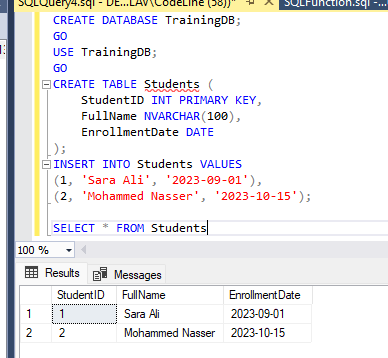 SQLQuery4.sql - DE...LAV\CodeLine (58))* SQLFunction.sql - L...
CREATE DATABASE TrainingDB;
GO
USE TrainingDB;
GO
CREATE TABLE Students (
StudentID INT PRIMARY KEY,
FullName NVARCHAR(100),
EnrollmentDate DATE
);
INSERT INTO Students VALUES
(1, 'Sara Ali', '2023-09-01'),
(2, 'Mohammed Nasser', '2023-10-15');
SELECT * FROM Students
100 %
Results Messages
StudentID FullName EnrollmentDate
1 1 Sara Ali 2023-09-01
2 2 Mohammed Nasser 2023-10-15